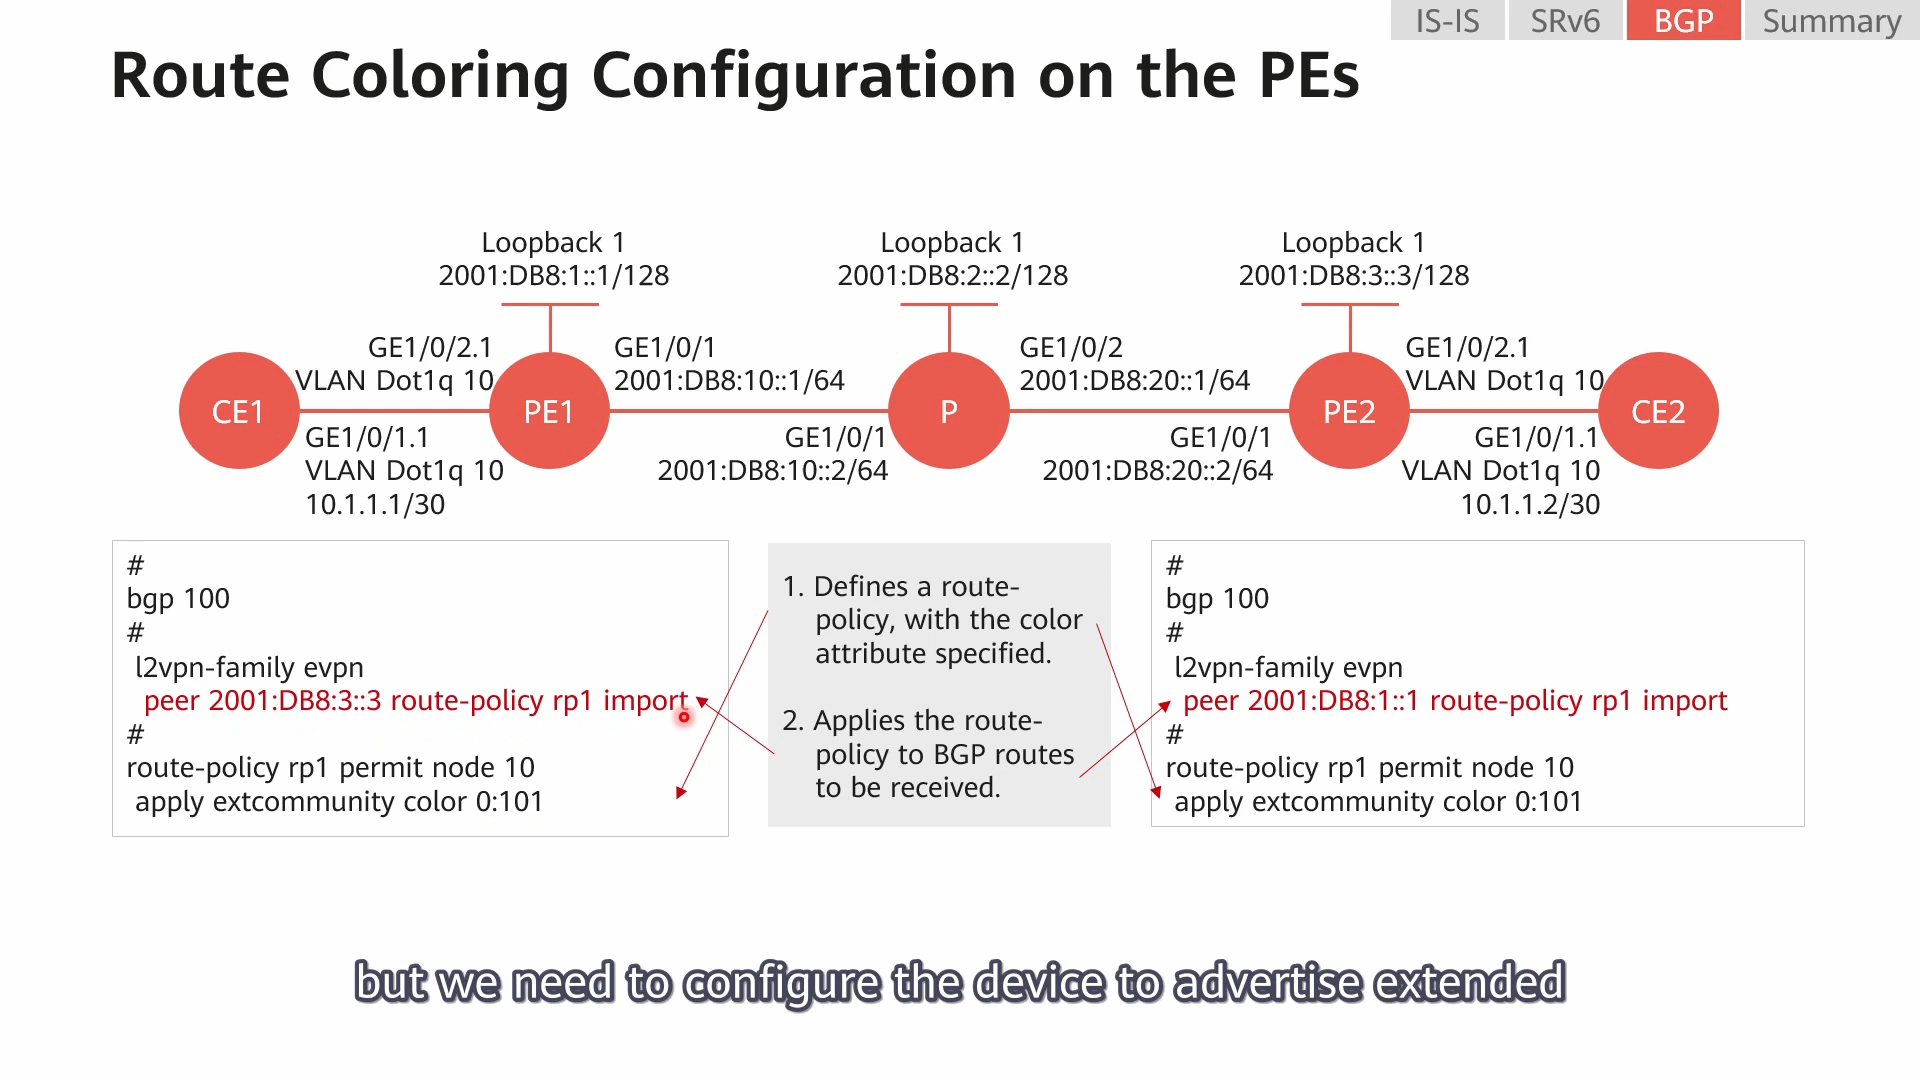 IS-IS
SRv6
BGP
Summary
Route Coloring Configuration on the PEs
Loopback 1
2001:DB8:1::1/128
Loopback 1
2001:DB8:2::2/128
Loopback 1
2001:DB8:3::3/128
GE1/0/2.1
VLAN Dot1q 10
GE1/0/1
2001:DB8:10::1/64
GE1/0/2
2001:DB8:20::1/64
GE1/0/2.1
VLAN Dot1q 10
CE1
PE1
P
PE2
CE2
GE1/0/1.1
VLAN Dot1q 10
10.1.1.1/30
GE1/0/1
2001:DB8:10::2/64
GE1/0/1
2001:DB8:20::2/64
GE1/0/1.1
VLAN Dot1q 10
10.1.1.2/30
#
bgp 100
#
l2vpn-family evpn
peer 2001:DB8:3::3 route-policy rp1 import
#
route-policy rp1 permit node 10
apply extcommunity color 0:101
1. Defines a route-
policy, with the color
attribute specified.
2. Applies the route-
policy to BGP routes
to be received.
#
bgp 100
#
l2vpn-family evpn
peer 2001:DB8:1::1 route-policy rp1 import
#
route-policy rp1 permit node 10
apply extcommunity color 0:101
but we need to configure the device to advertise extended